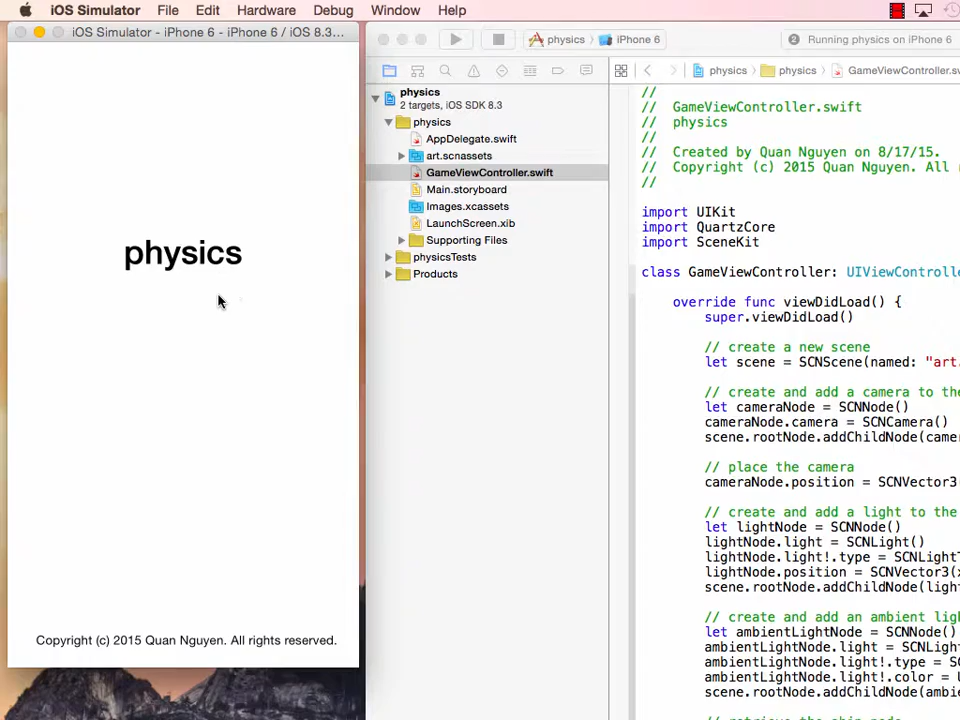 iOS Simulator File Edit Hardware Debug Window Help
iOS Simulator - iPhone 6 - iPhone 6 / iOS 8.3...
physics
Copyright (c) 2015 Quan Nguyen. All rights reserved.
physics iPhone 6 2 Running physics on iPhone 6
physics physics GameViewController.sw
physics
2 targets, iOS SDK 8.3
physics
AppDelegate.swift
art.scnassets
GameViewController.swift
Main.storyboard
Images.xcassets
LaunchScreen.xib
Supporting Files
physicsTests
Products
//
// GameViewController.swift
// physics
//
// Created by Quan Nguyen on 8/17/15.
// Copyright (c) 2015 Quan Nguyen. All
//
import UIKit
import QuartzCore
import SceneKit
class GameViewController: UIViewControlle
override func viewDidLoad() {
super.viewDidLoad()
// create a new scene
let scene = SCNScene(named: "art.
// create and add a camera to the
let cameraNode = SCNNode()
cameraNode.camera = SCNCamera()
scene.rootNode.addChildNode(came
// place the camera
cameraNode.position = SCNVector3(
// create and add a light to the
let lightNode = SCNNode()
lightNode.light = SCNLight()
lightNode.light!.type = SCNLightT
lightNode.position = SCNVector3(x
scene.rootNode.addChildNode(light
// create and add an ambient ligh
let ambientLightNode = SCNNode()
ambientLightNode.light = SCNLight
ambientLightNode.light!.type = SC
ambientLightNode.light!.color = U
scene.rootNode.addChildNode(ambie